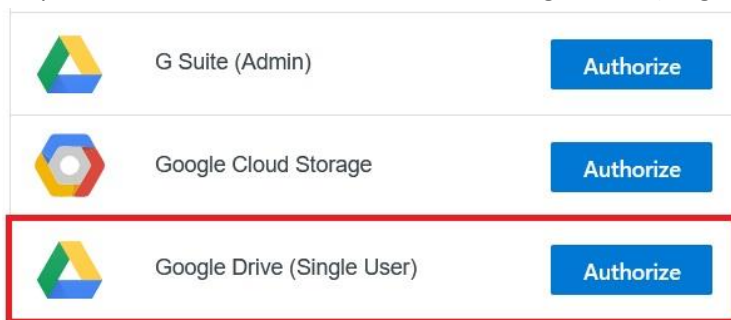 G Suite (Admin) Authorize
Google Cloud Storage Authorize
Google Drive (Single User) Authorize